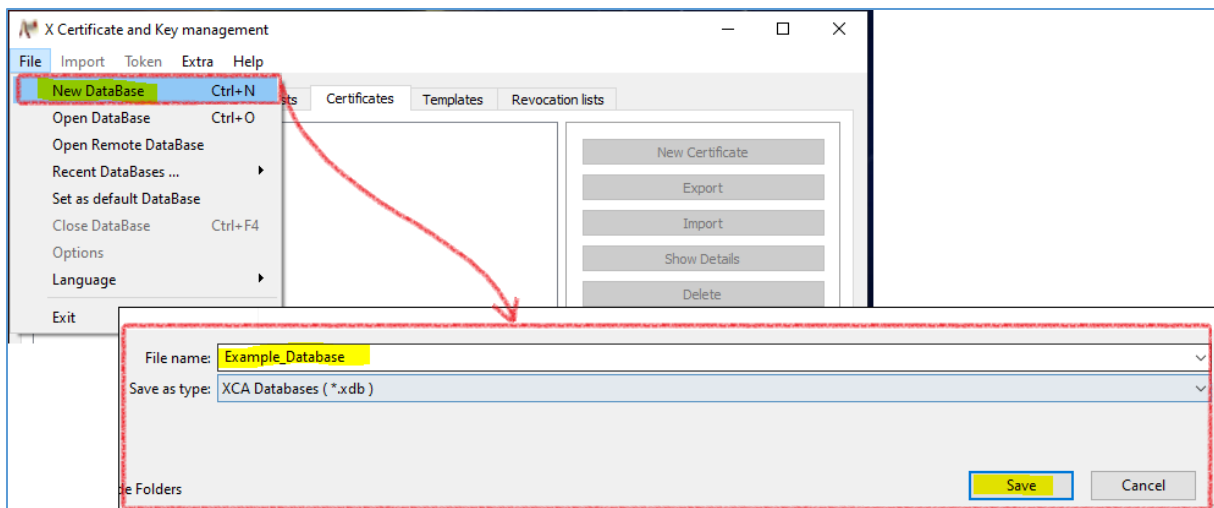 X Certificate and Key management
File Import Token Extra Help
New DataBase Ctrl+N
sts Certificates Templates Revocation lists
Open DataBase Ctrl+O
Open Remote DataBase
New Certificate
Recent DataBases ...
Export
Set as default DataBase
Close DataBase Ctrl+F4
Import
Options
Show Details
Language
Delete
Exit
File name: Example_Database
Save as type: XCA Databases ( *.xdb )
de Folders
Save Cancel